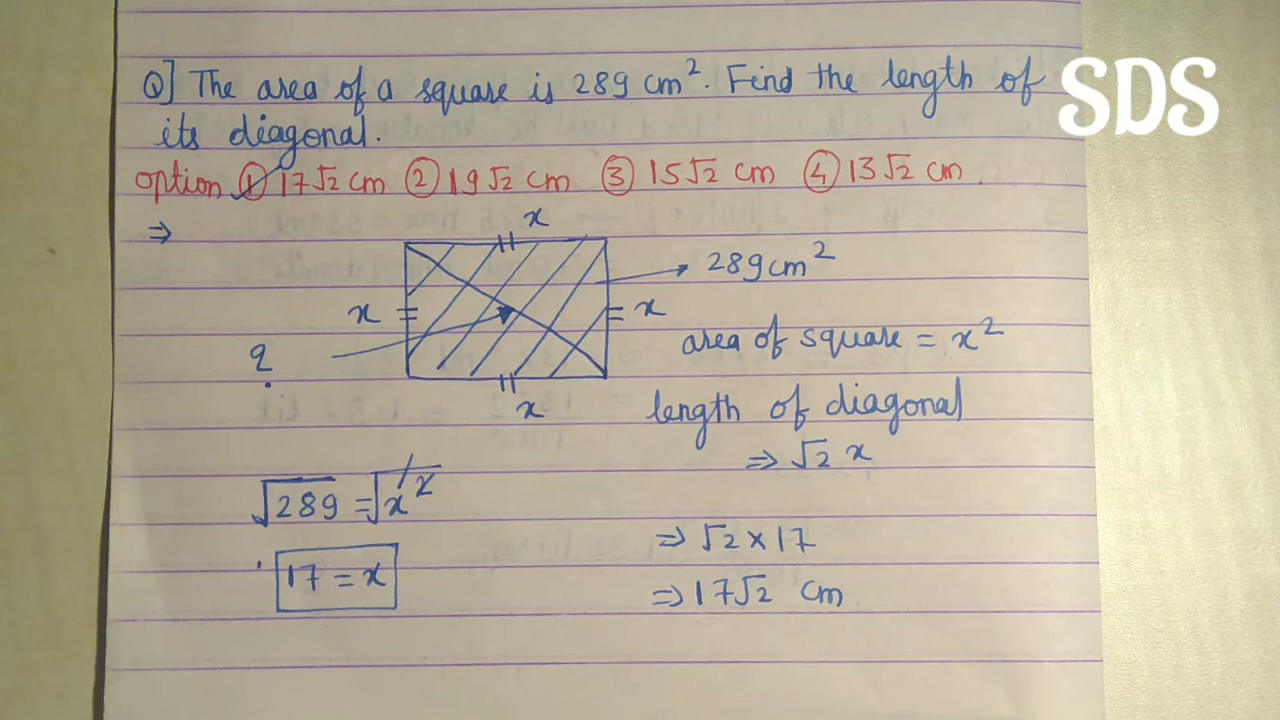 Q] The area of a square is 289 cm². Find the length of
its diagonal.
SDS
option ① 17√2 cm ② 19√2 cm ③ 15√2 cm ④ 13√2 cm.
⇒
x
289cm²
x
x
area of square = x²
?
x
length of diagonal
⇒ √2 x
√289 = √x²
⇒ √2 × 17
17 = x
⇒ 17√2 cm